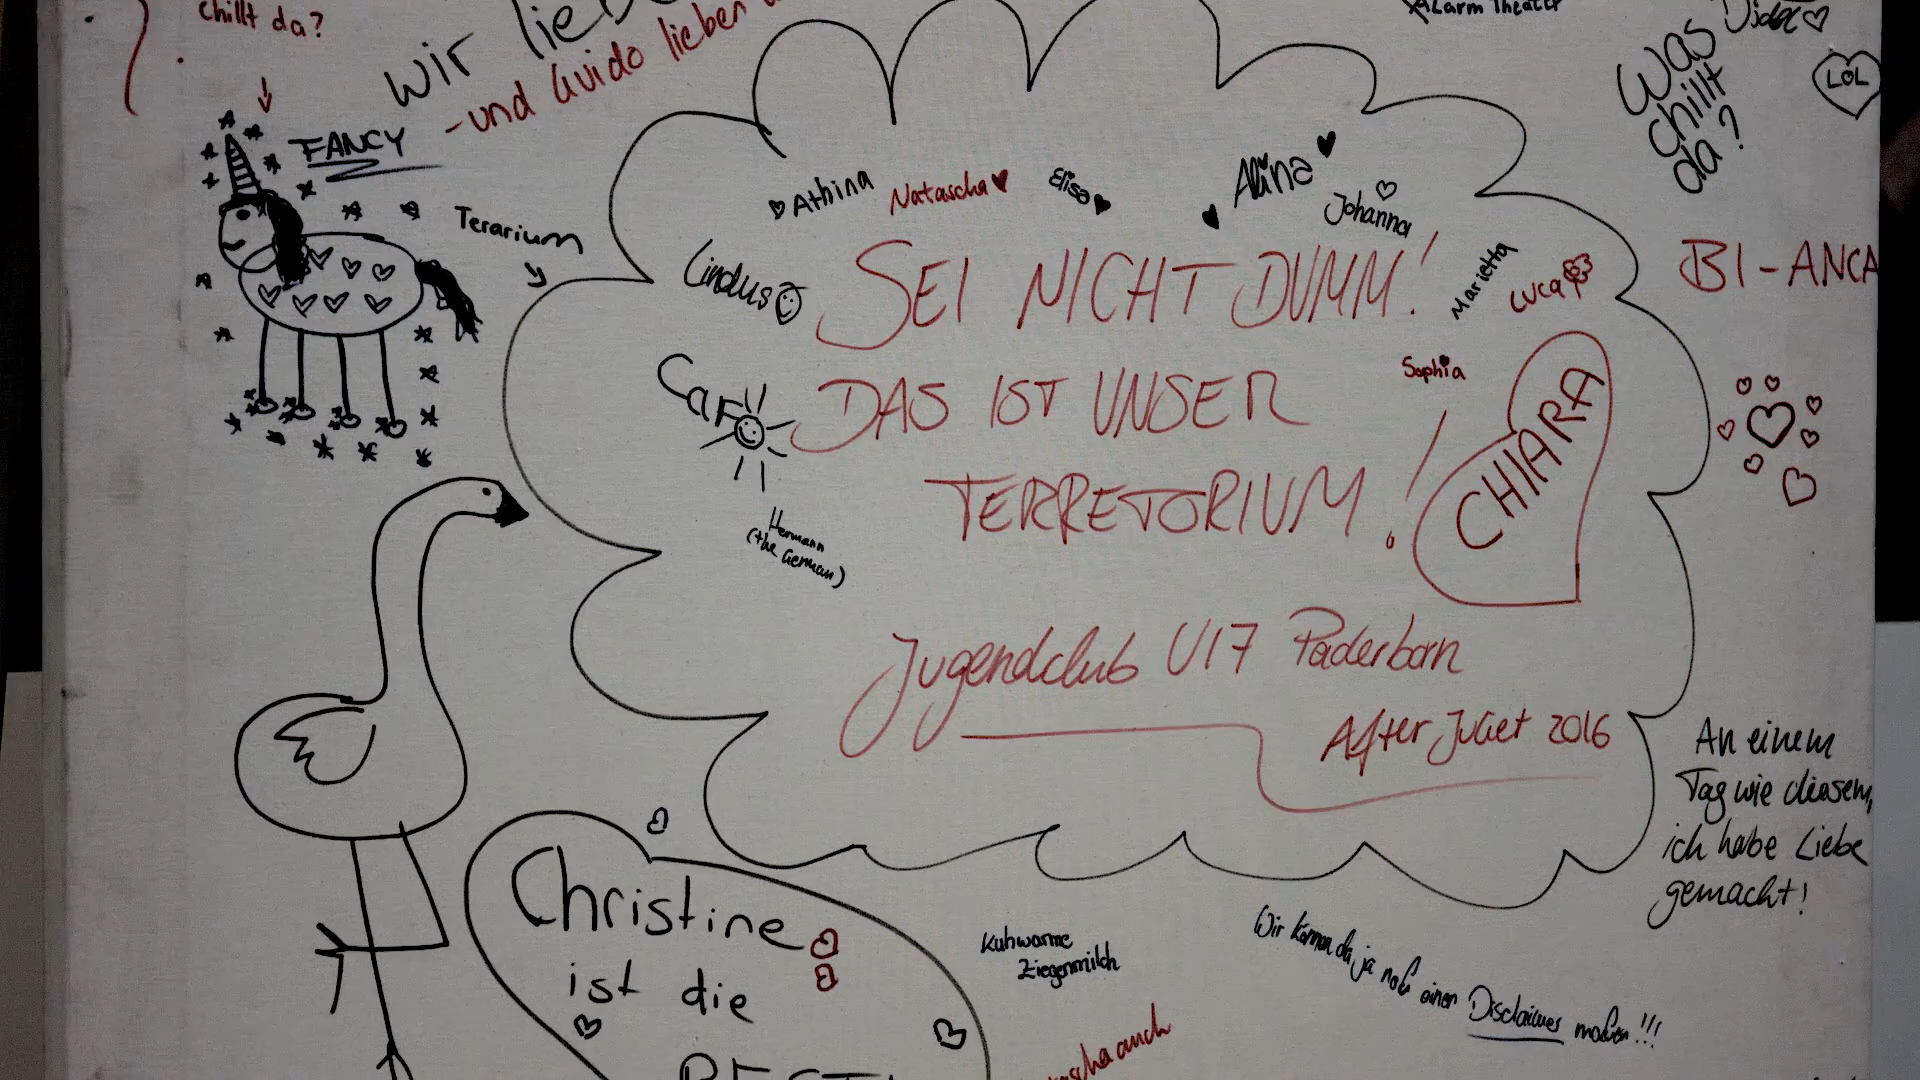 chillt da?
wir
-und Guido lieben
Alarm Theater
Was
chillt
da?
LOL
FANCY
Terarium
Athina
Natascha
Elisa
Alina
Johanna
Lindus
Marietta
Luca
SEI NICHT DUMM!
BI-ANCA
Caro
Sophia
DAS IST UNSER
CHIARA
TERRETORIUM!
Hermann
(the German)
Jugendclub U17 Paderborn
After Juliet 2016
An einem
Tag wie diesem,
ich habe Liebe
gemacht!
Christine
ist die
Kuhwarme
Ziegenmilch
Wir können da ja noch einen Disclaimer machen!!!
auch